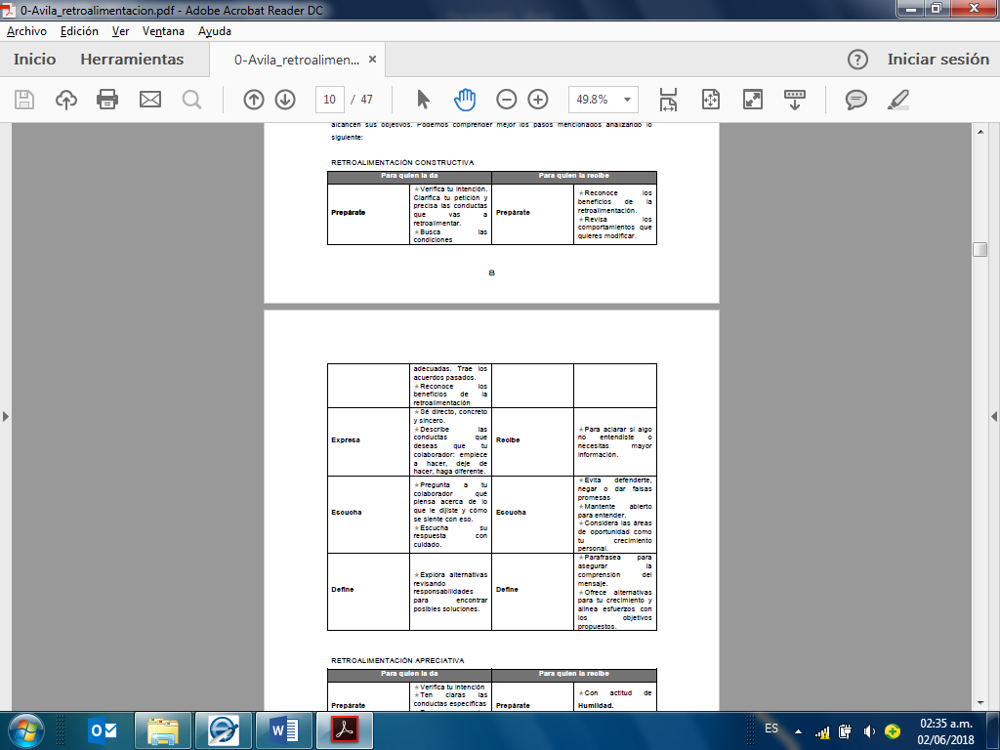 0-Avila_retroalimentacion.pdf - Adobe Acrobat Reader DC
Archivo Edición Ver Ventana Ayuda
Inicio Herramientas 0-Avila_retroalimen... × Iniciar sesión
10 / 47 49.8%
alcancen sus objetivos. Podemos comprender mejor los pasos mencionados analizando lo
siguiente:
RETROALIMENTACIÓN CONSTRUCTIVA
Para quien la da Para quien la recibe
Prepárate
★Verifica tu intención.
Clarifica tu petición y
precisa las conductas
que vas a
retroalimentar.
★Busca las
condiciones
Prepárate
★Reconoce los
beneficios de la
retroalimentación.
★Revisa los
comportamientos que
quieres modificar.
8
adecuadas. Trae los
acuerdos pasados.
★Reconoce los
beneficios de la
retroalimentación
Expresa
★Sé directo, concreto
y sincero.
★Describe las
conductas que
deseas que tu
colaborador: empiece
a hacer, deje de
hacer, haga diferente.
Recibe
★Para aclarar si algo
no entendiste o
necesitas mayor
información.
Escucha
★Pregunta a tu
colaborador qué
piensa acerca de lo
que le dijiste y cómo
se siente con eso.
★Escucha su
respuesta con
cuidado.
Escucha
★Evita defenderte,
negar o dar falsas
promesas
★Mantente abierto
para entender.
★Considera las áreas
de oportunidad como
tu crecimiento
personal.
Define
★Explora alternativas
revisando
responsabilidades
para encontrar
posibles soluciones.
Define
★Parafrasea para
asegurar la
comprensión del
mensaje.
★Ofrece alternativas
para tu crecimiento y
alinea esfuerzos con
los objetivos
propuestos.
RETROALIMENTACIÓN APRECIATIVA
Para quien la da Para quien la recibe
Prepárate
★Verifica tu intención
★Ten claras las
conductas específicas
Prepárate
★Con actitud de
Humildad.
ES 02:35 a.m.
02/06/2018